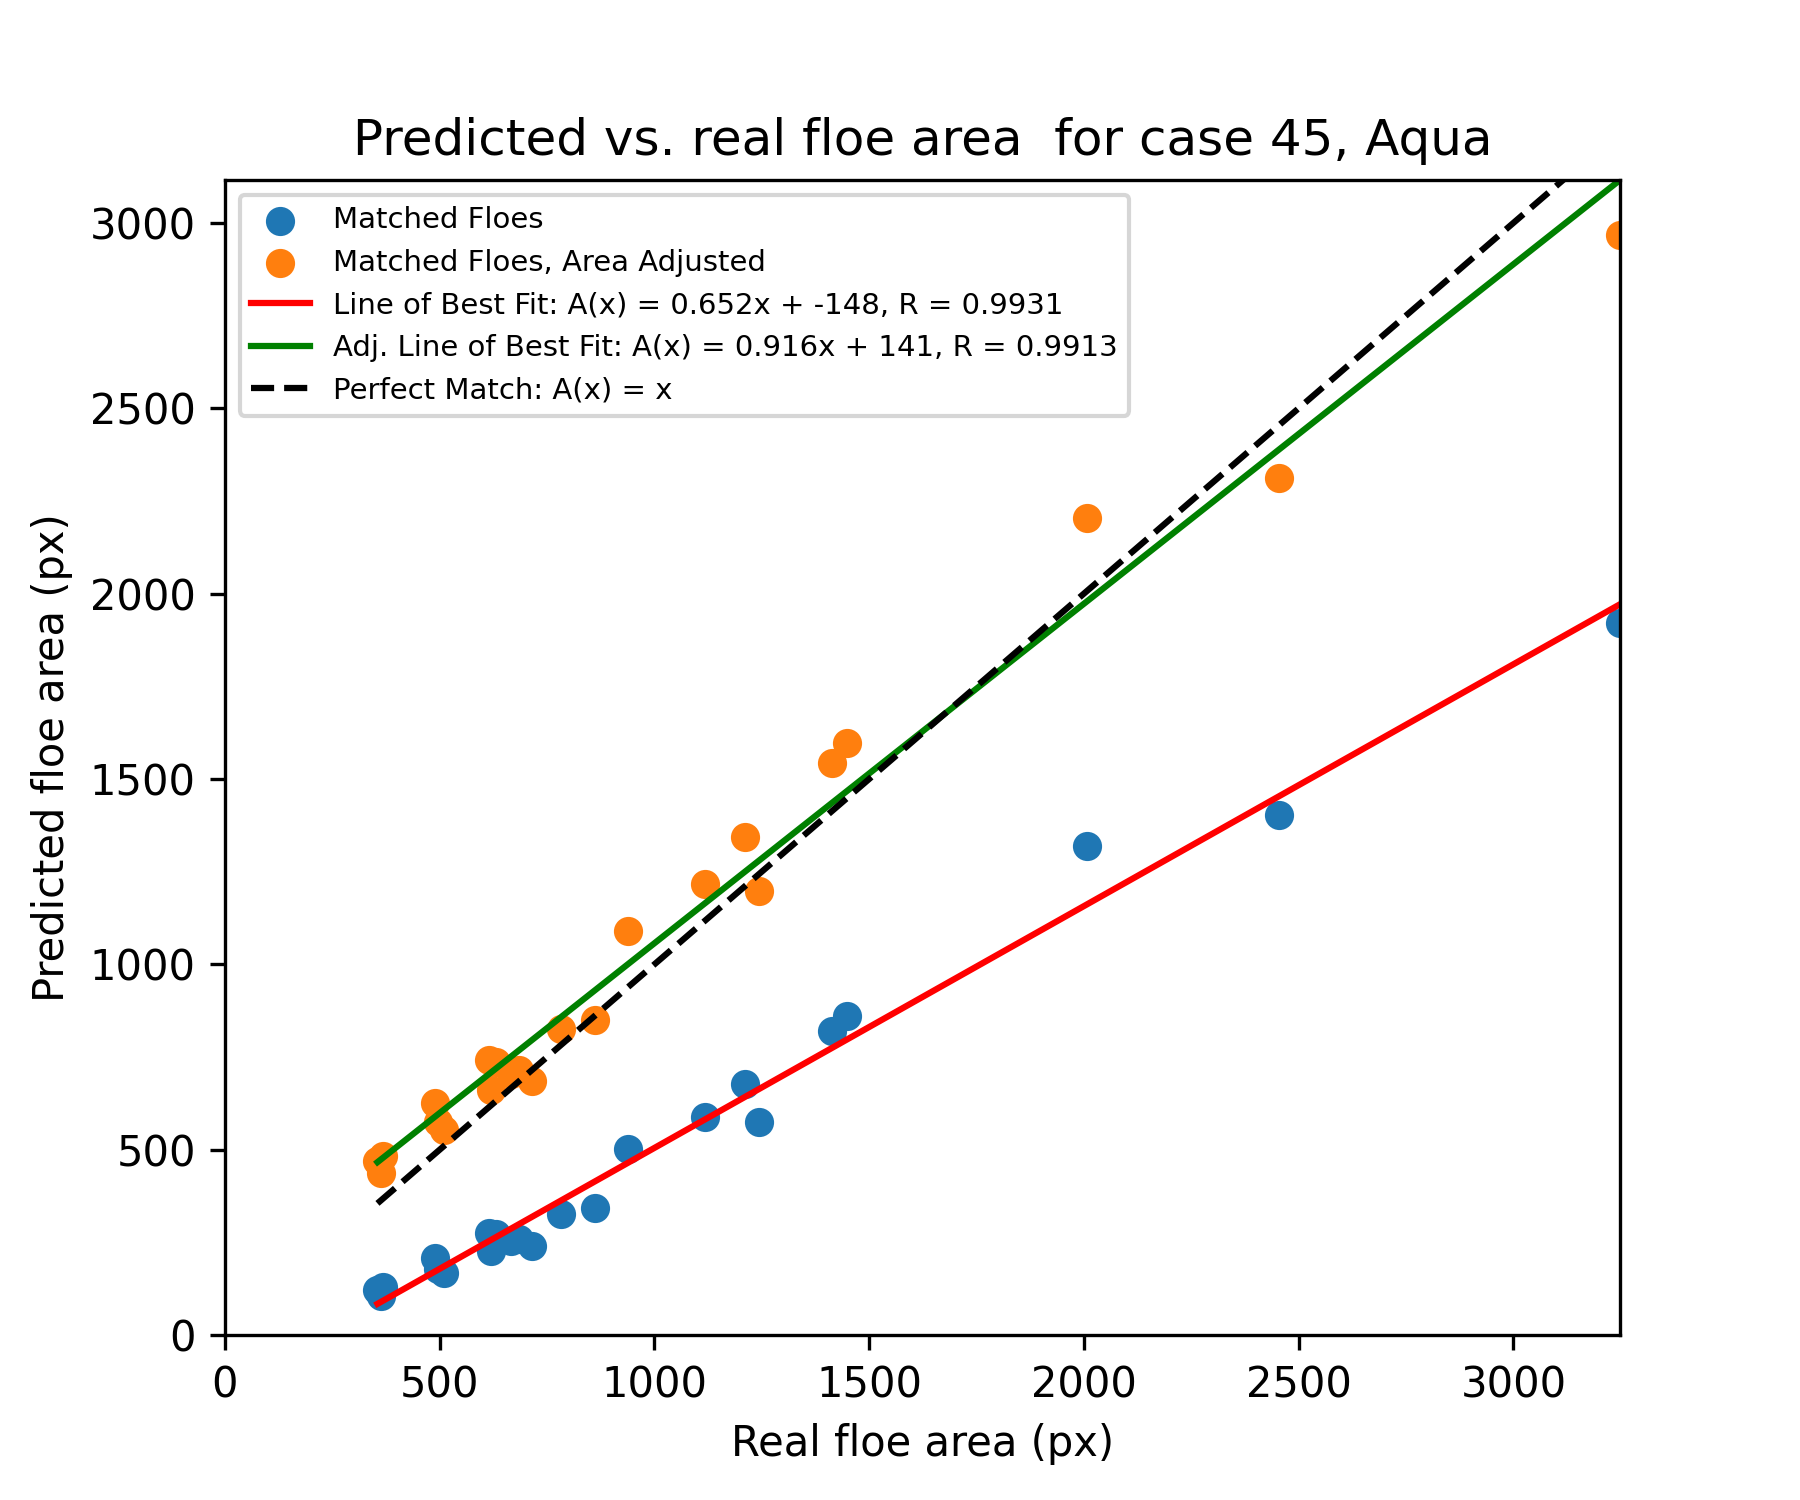 Predicted vs. real floe area  for case 45, Aqua
Matched Floes
Matched Floes, Area Adjusted
Line of Best Fit: A(x) = 0.652x + -148, R = 0.9931
Adj. Line of Best Fit: A(x) = 0.916x + 141, R = 0.9913
Perfect Match: A(x) = x
Predicted floe area (px)
3000
2500
2000
1500
1000
500
0
0 500 1000 1500 2000 2500 3000
Real floe area (px)